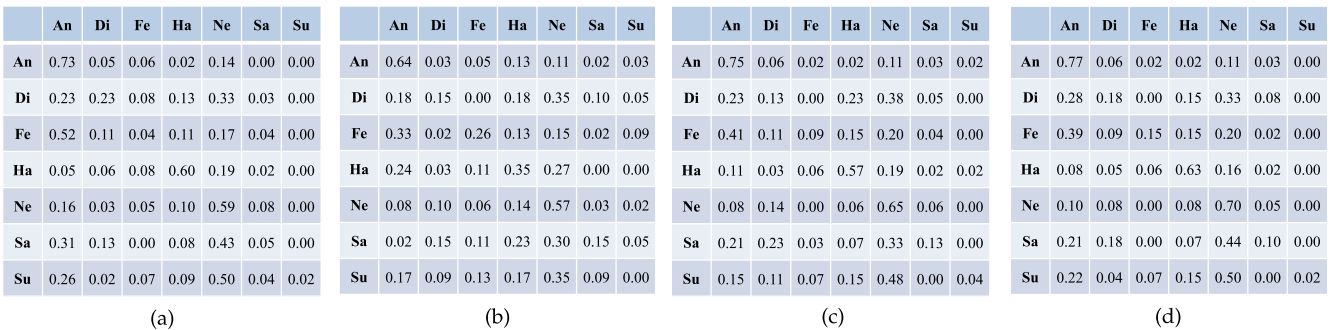 An Di Fe Ha Ne Sa Su
An 0.73 0.05 0.06 0.02 0.14 0.00 0.00
Di 0.23 0.23 0.08 0.13 0.33 0.03 0.00
Fe 0.52 0.11 0.04 0.11 0.17 0.04 0.00
Ha 0.05 0.06 0.08 0.60 0.19 0.02 0.00
Ne 0.16 0.03 0.05 0.10 0.59 0.08 0.00
Sa 0.31 0.13 0.00 0.08 0.43 0.05 0.00
Su 0.26 0.02 0.07 0.09 0.50 0.04 0.02
(a)
An Di Fe Ha Ne Sa Su
An 0.64 0.03 0.05 0.13 0.11 0.02 0.03
Di 0.18 0.15 0.00 0.18 0.35 0.10 0.05
Fe 0.33 0.02 0.26 0.13 0.15 0.02 0.09
Ha 0.24 0.03 0.11 0.35 0.27 0.00 0.00
Ne 0.08 0.10 0.06 0.14 0.57 0.03 0.02
Sa 0.02 0.15 0.11 0.23 0.30 0.15 0.05
Su 0.17 0.09 0.13 0.17 0.35 0.09 0.00
(b)
An Di Fe Ha Ne Sa Su
An 0.75 0.06 0.02 0.02 0.11 0.03 0.02
Di 0.23 0.13 0.00 0.23 0.38 0.05 0.00
Fe 0.41 0.11 0.09 0.15 0.20 0.04 0.00
Ha 0.11 0.03 0.06 0.57 0.19 0.02 0.02
Ne 0.08 0.14 0.00 0.06 0.65 0.06 0.00
Sa 0.21 0.23 0.03 0.07 0.33 0.13 0.00
Su 0.15 0.11 0.07 0.15 0.48 0.00 0.04
(c)
An Di Fe Ha Ne Sa Su
An 0.77 0.06 0.02 0.02 0.11 0.03 0.00
Di 0.28 0.18 0.00 0.15 0.33 0.08 0.00
Fe 0.39 0.09 0.15 0.15 0.20 0.02 0.00
Ha 0.08 0.05 0.06 0.63 0.16 0.02 0.00
Ne 0.10 0.08 0.00 0.08 0.70 0.05 0.00
Sa 0.21 0.18 0.00 0.07 0.44 0.10 0.00
Su 0.22 0.04 0.07 0.15 0.50 0.00 0.02
(d)